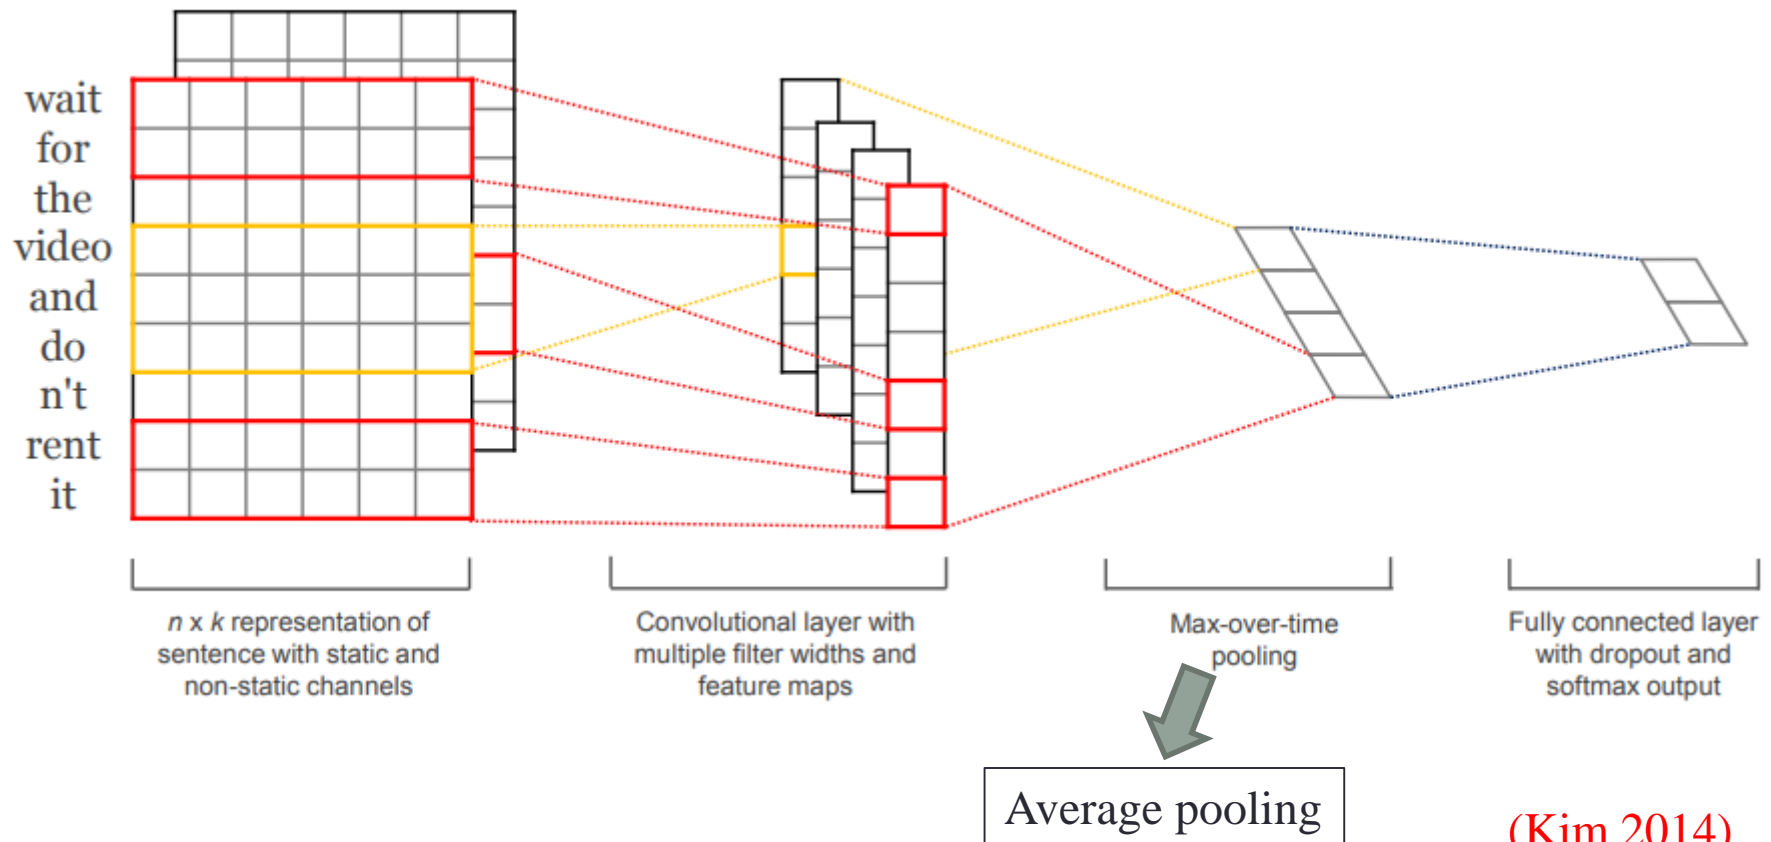 wait
for
the
video
and
do
n't
rent
it
n x k representation of
sentence with static and
non-static channels
Convolutional layer with
multiple filter widths and
feature maps
Max-over-time
pooling
Fully connected layer
with dropout and
softmax output
Average pooling
(Kim 2014)